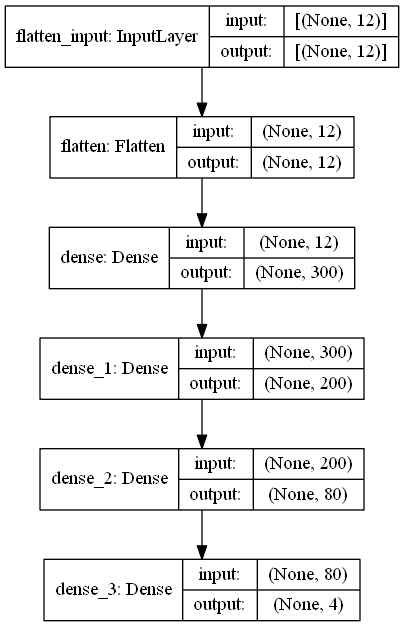 flatten_input: InputLayer
input: [(None, 12)]
output: [(None, 12)]
flatten: Flatten
input: (None, 12)
output: (None, 12)
dense: Dense
input: (None, 12)
output: (None, 300)
dense_1: Dense
input: (None, 300)
output: (None, 200)
dense_2: Dense
input: (None, 200)
output: (None, 80)
dense_3: Dense
input: (None, 80)
output: (None, 4)